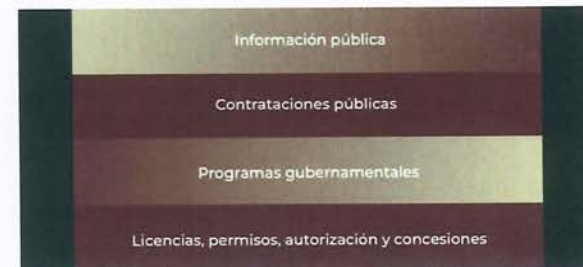 Información pública
Contrataciones públicas
Programas gubernamentales
Licencias, permisos, autorización y concesiones